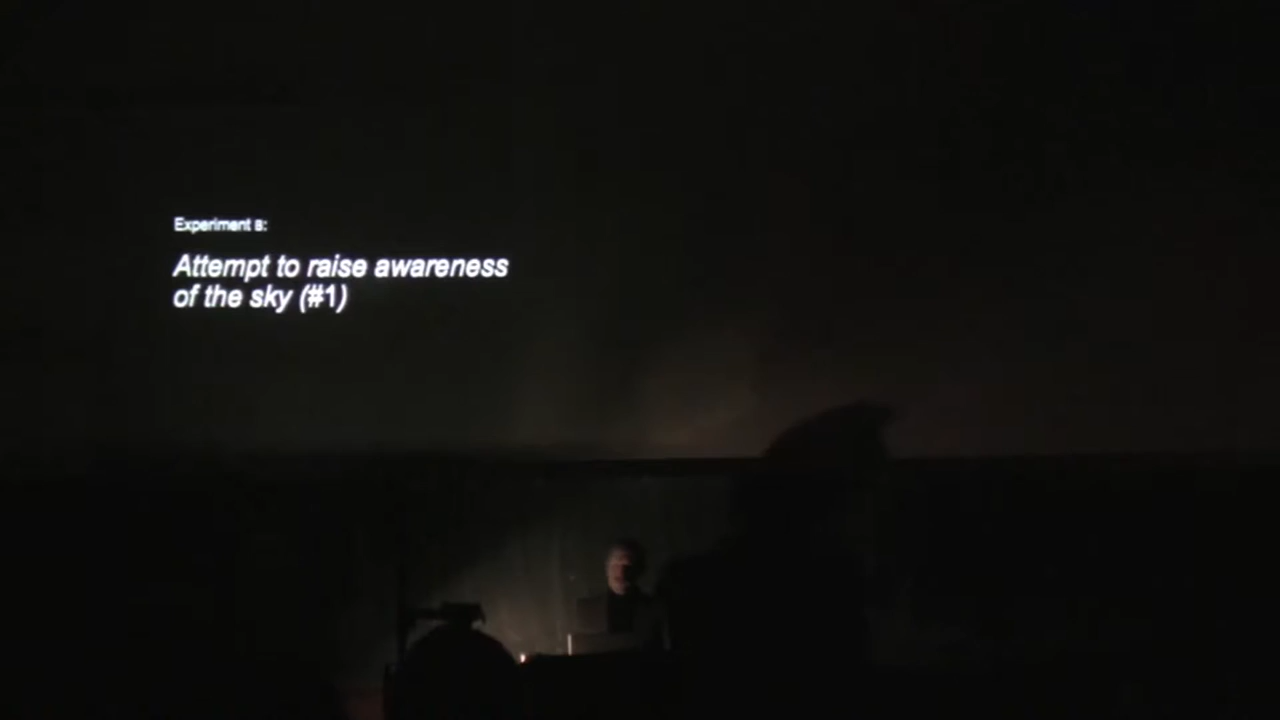 Experiment 8:
Attempt to raise awareness
of the sky (#1)